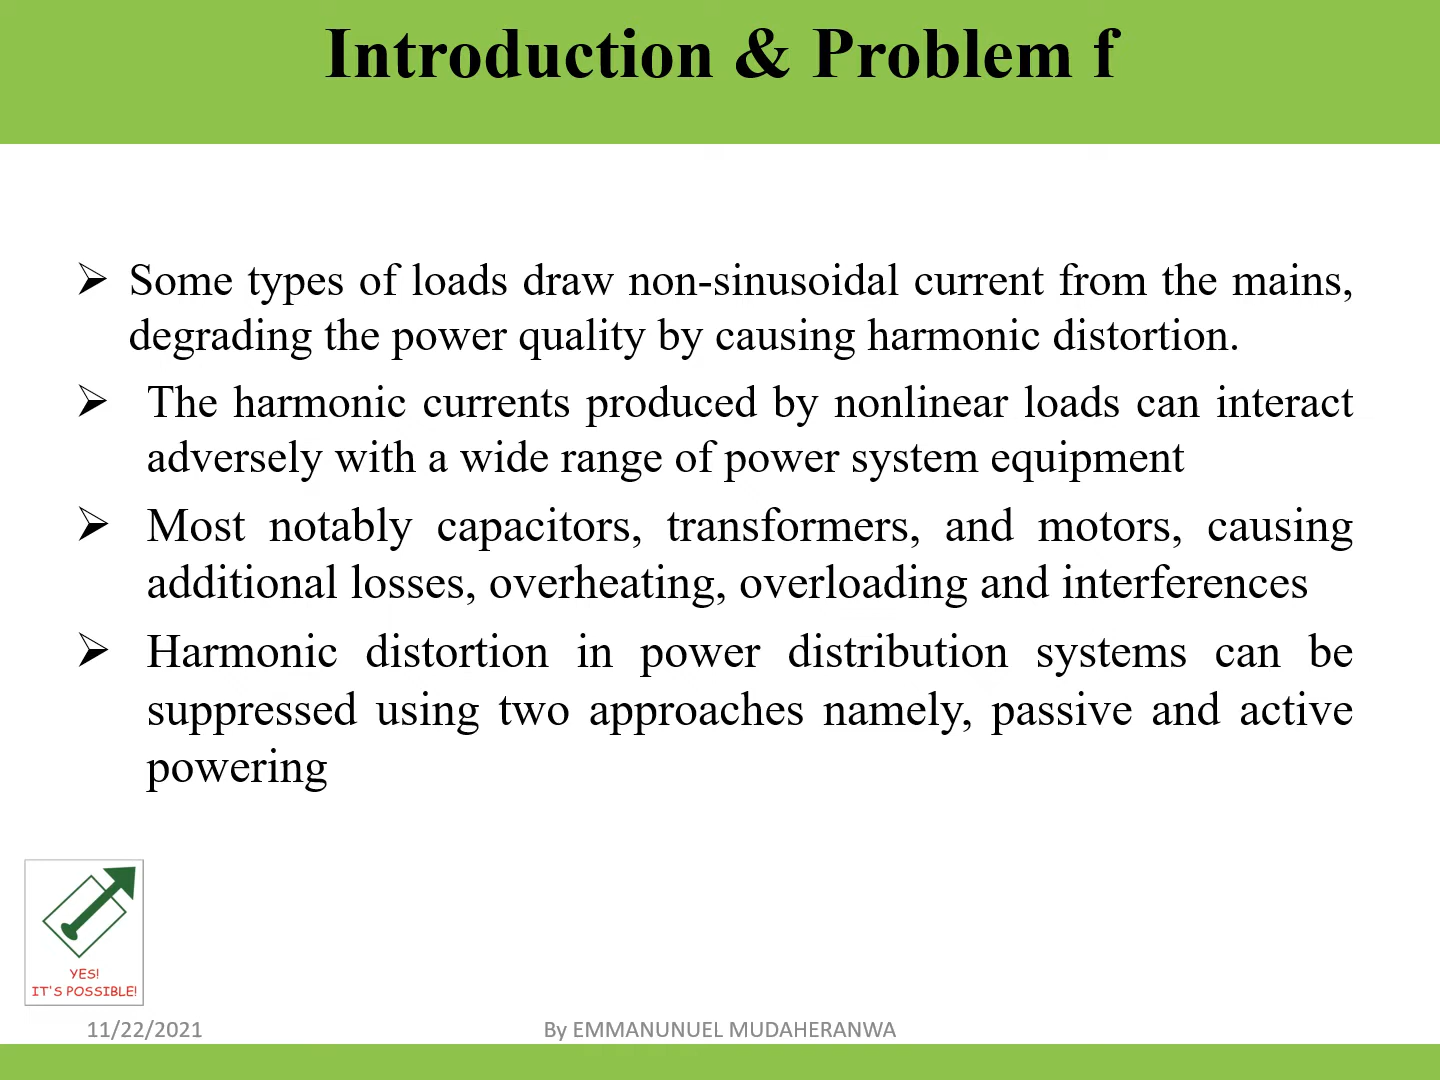 Introduction & Problem f
➢ Some types of loads draw non-sinusoidal current from the mains,
degrading the power quality by causing harmonic distortion.
➢ The harmonic currents produced by nonlinear loads can interact
adversely with a wide range of power system equipment
➢ Most notably capacitors, transformers, and motors, causing
additional losses, overheating, overloading and interferences
➢ Harmonic distortion in power distribution systems can be
suppressed using two approaches namely, passive and active
powering
YES!
IT'S POSSIBLE!
11/22/2021
By EMMANUNUEL MUDAHERANWA